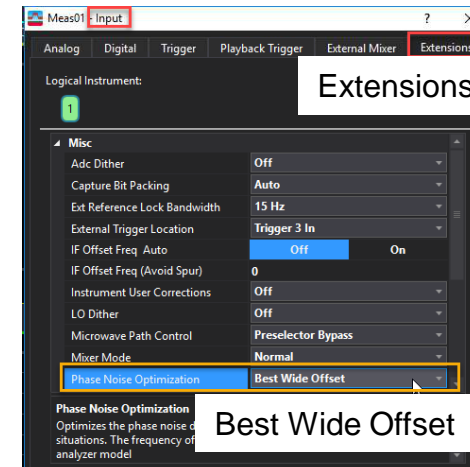 Meas01 - Input ?
Analog Digital Trigger Playback Trigger External Mixer Extensions
Logical Instrument:
Extensions
1
Misc
Adc Dither Off
Capture Bit Packing Auto
Ext Reference Lock Bandwidth 15 Hz
External Trigger Location Trigger 3 In
IF Offset Freq Auto Off On
IF Offset Freq (Avoid Spur) 0
Instrument User Corrections Off
LO Dither Off
Microwave Path Control Preselector Bypass
Mixer Mode Normal
Phase Noise Optimization Best Wide Offset
Phase Noise Optimization
Optimizes the phase noise
situations. The frequency of
analyzer model
Best Wide Offset